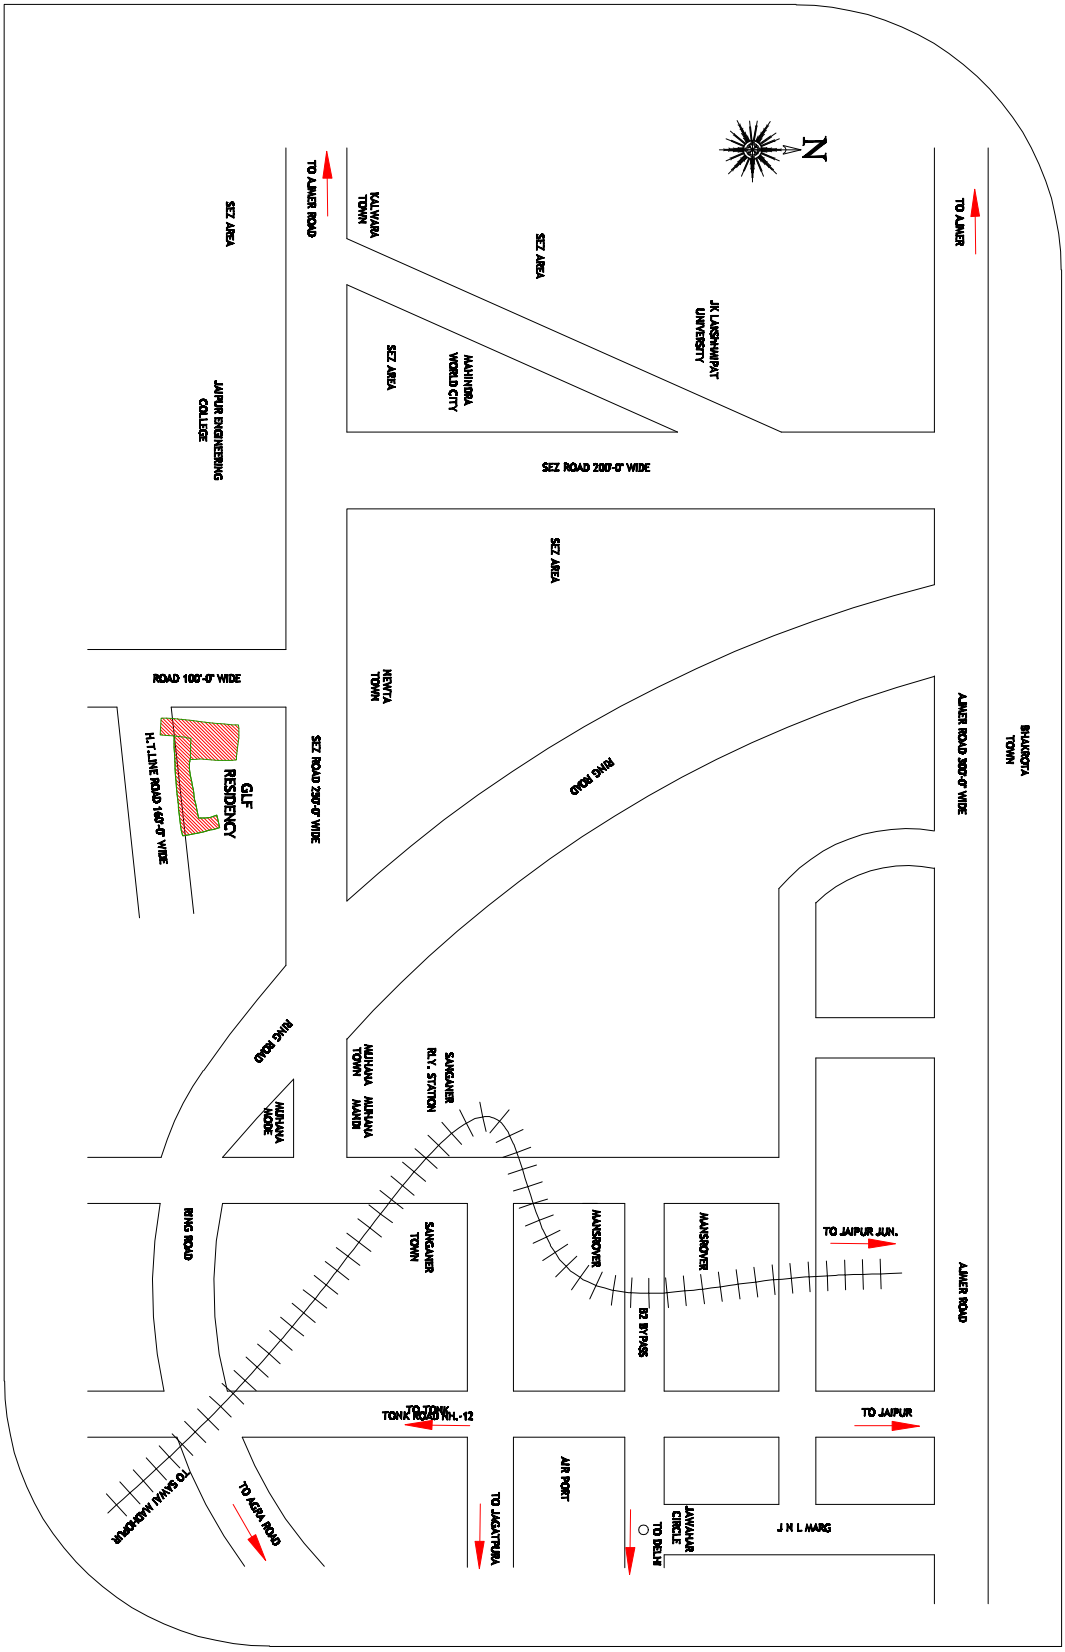 N
TO AJMER
TO AJMER ROAD
KALWARA
TOWN
SEZ AREA
SEZ AREA
JK LAKSHMIPAT
UNIVERSITY
MAHINDRA
WORLD CITY
SEZ AREA
JAIPUR ENGINEERING
COLLEGE
SEZ ROAD 200'-0" WIDE
SEZ AREA
NEWTA
TOWN
ROAD 100'-0" WIDE
BHAKROTA
TOWN
AJMER ROAD 300'-0" WIDE
RING ROAD
SEZ ROAD 290'-0" WIDE
GLF
RESIDENCY
H.T.LINE ROAD 160'-0" WIDE
RING ROAD
MUHANA
TOWN
MUHANA
MANDI
SANGANER
RLY. STATION
MUHANA
MODE
RING ROAD
SANGANER
TOWN
MANSROVER
MANSROVER
TO JAIPUR JUN.
AJMER ROAD
B2 BYPASS
TO TONK
TONK ROAD NH.-12
TO JAIPUR
AIR PORT
TO SAWAI MADHOPUR
TO AGRA ROAD
TO JAGATPURA
JAWAHAR
CIRCLE
TO DELHI
J N L MARG